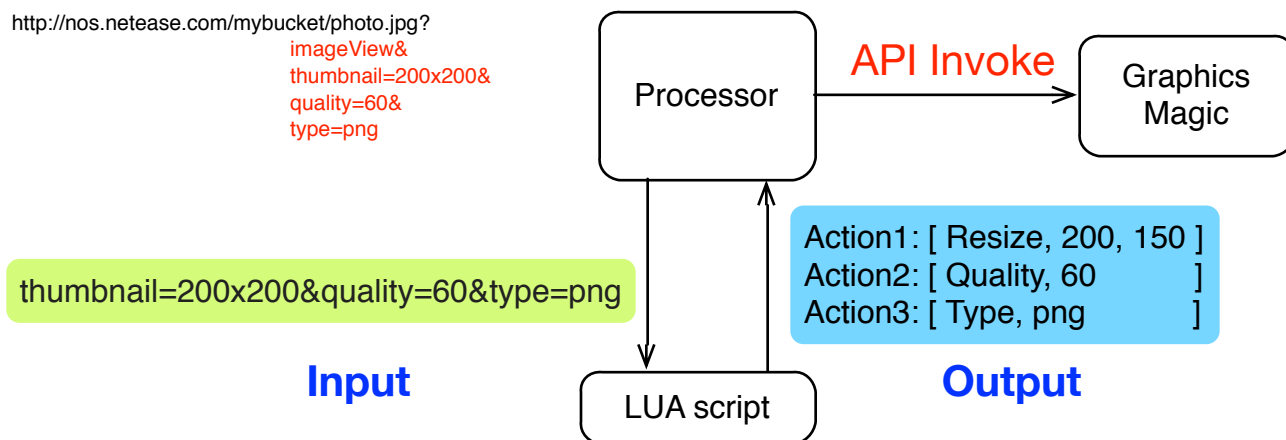 http://nos.netease.com/mybucket/photo.jpg?
imageView&
thumbnail=200x200&
quality=60&
type=png
Processor
API Invoke
Graphics
Magic
thumbnail=200x200&quality=60&type=png
Action1: [ Resize, 200, 150 ]
Action2: [ Quality, 60 ]
Action3: [ Type, png ]
Input
LUA script
Output